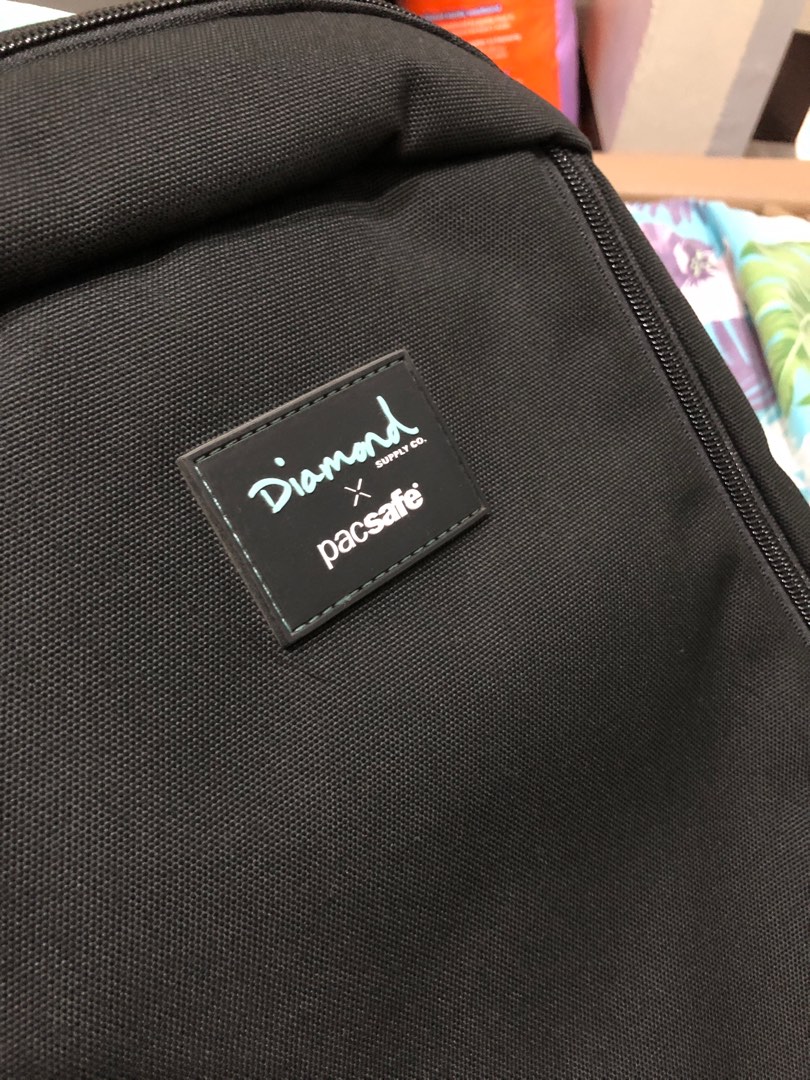 Diamond
SUPPLY CO.
X
pacsafe®